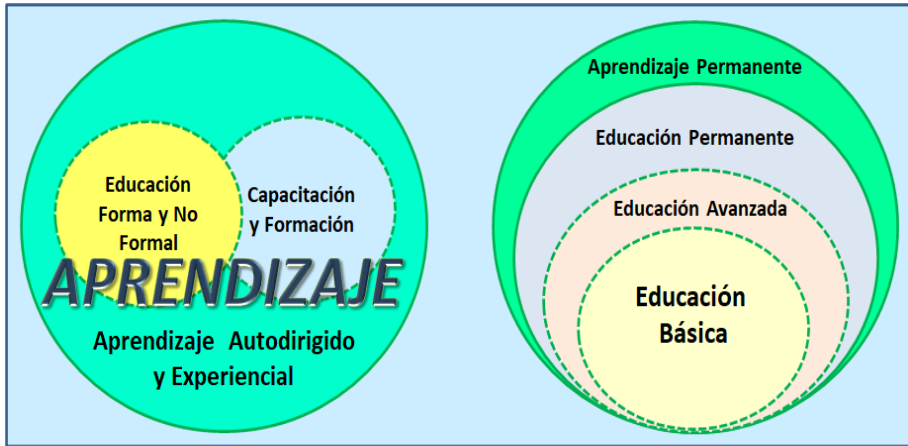 Educación
Forma y No
Formal
Capacitación
y Formación
APRENDIZAJE
Aprendizaje Autodirigido
y Experiencial
Aprendizaje Permanente
Educación Permanente
Educación Avanzada
Educación
Básica